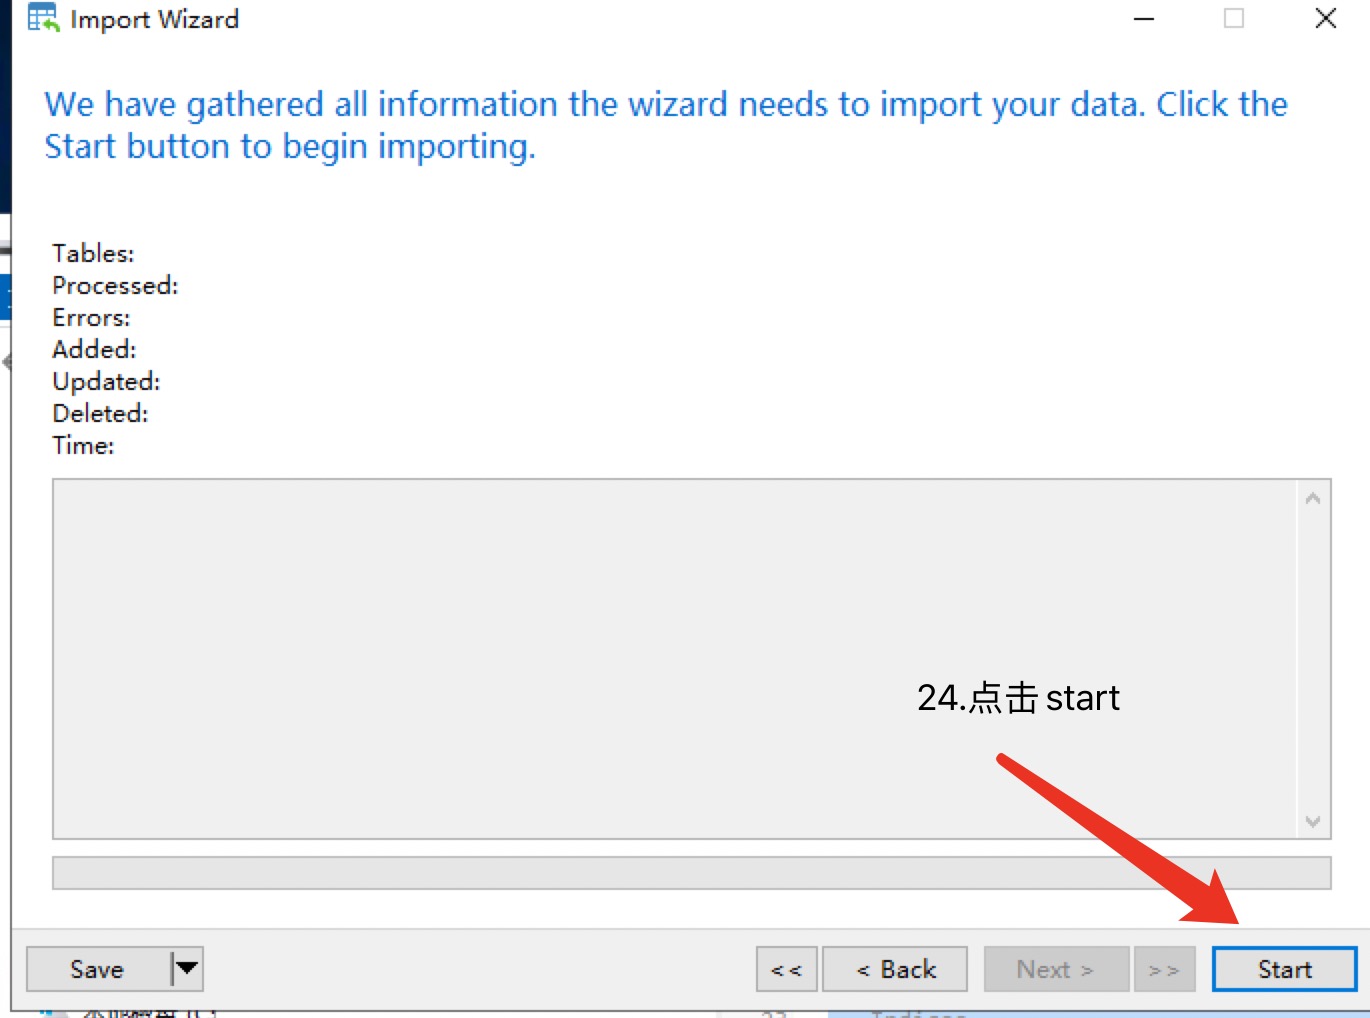 Import Wizard
We have gathered all information the wizard needs to import your data. Click the
Start button to begin importing.
Tables:
Processed:
Errors:
Added:
Updated:
Deleted:
Time:
24.点击 start
Save
<<
< Back
Next >
>>
Start